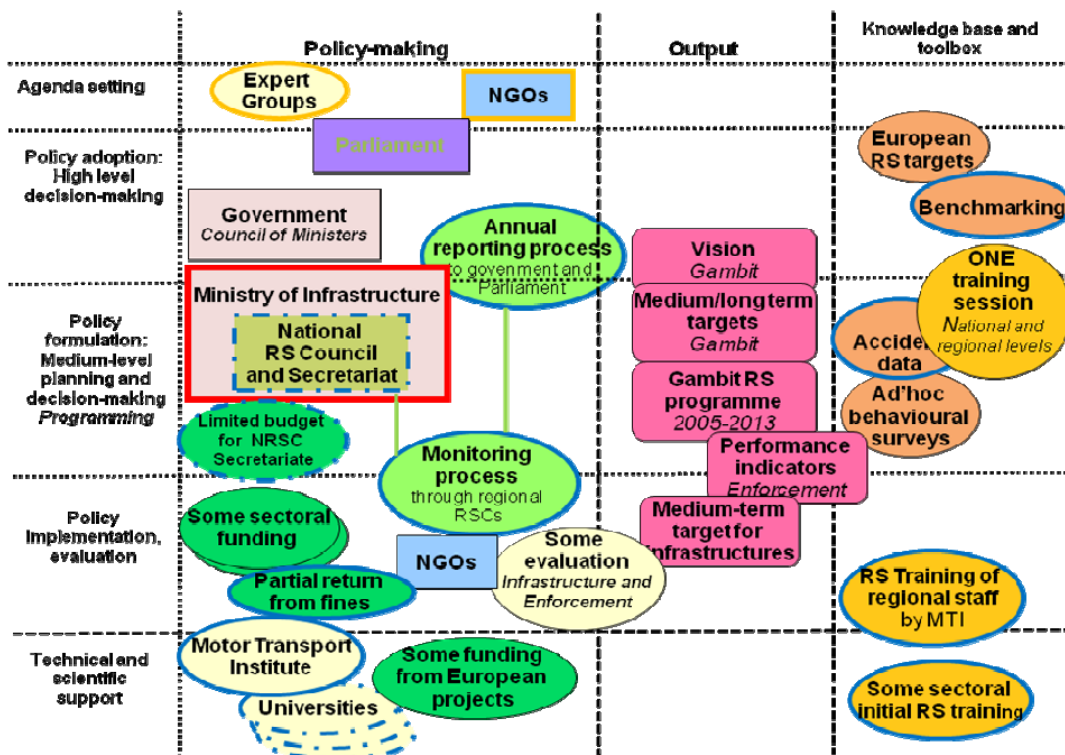 Policy-making
Output
Knowledge base and
toolbox
Agenda setting
Expert
Groups
NGOs
Parliament
Policy adoption:
High level
decision-making
European
RS targets
Benchmarking
Government
Council of Ministers
Annual
reporting process
to govenment and
Parliament
Vision
Gambit
ONE
training
session
National and
regional levels
Policy
formulation:
Medium-level
planning and
decision-making
Programming
Ministry of Infrastructure
National
RS Council
and Secretariat
Medium/long term
targets
Gambit
data
Limited budget
for NRSC
Secretariate
Gambit RS
programme
2005-2013
Ad'hoc
behavioural
surveys
Monitoring
process
through regional
RSCs
Performance
indicators
Enforcement
Policy
Implementation,
evaluation
Some sectoral
funding
Medium-term
target for
infrastructures
NGOs
Some
evaluation
Infrastructure and
Enforcement
Partial return
from fines
RS Training of
regional staff
by MTI
Technical and
scientific
support
Motor Transport
Institute
Universities
Some funding
from European
projects
Some sectoral
initial RS training